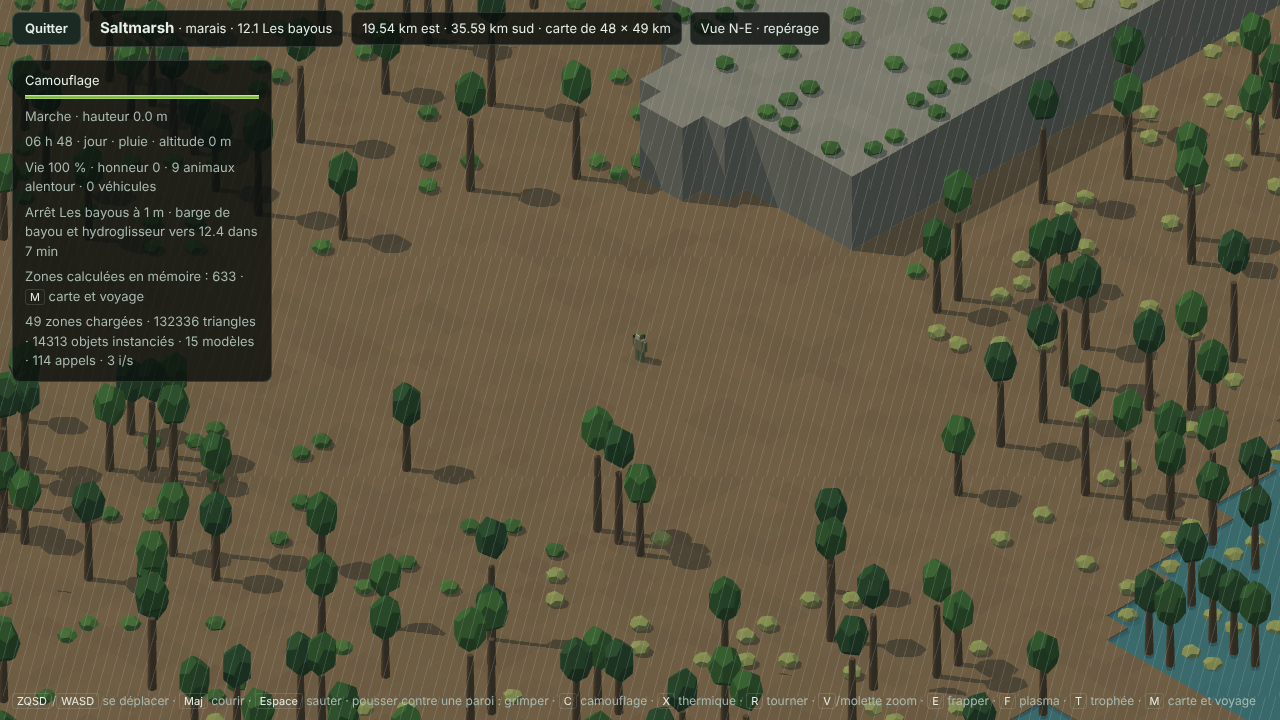 Quitter
Saltmarsh · marais · 12.1 Les bayous
19.54 km est · 35.59 km sud · carte de 48 × 49 km
Vue N-E · repérage
Camouflage
Marche · hauteur 0.0 m
06 h 48 · jour · pluie · altitude 0 m
Vie 100 % · honneur 0 · 9 animaux
alentour · 0 véhicules
Arrêt Les bayous à 1 m · barge de
bayou et hydroglisseur vers 12.4 dans
7 min
Zones calculées en mémoire : 633 ·
M carte et voyage
49 zones chargées · 132336 triangles
· 14313 objets instanciés · 15 modèles
· 114 appels · 3 i/s
ZQSD / WASD se déplacer · Maj courir · Espace sauter · pousser contre une paroi : grimper · C camouflage · X thermique · R tourner · V /molette zoom · E frapper · F plasma · T trophée · M carte et voyage